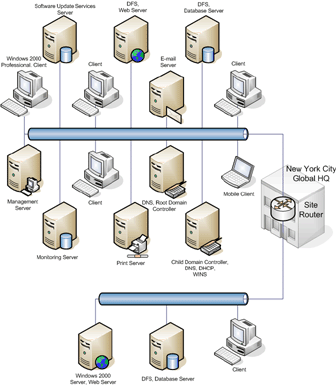 Software Update Services
Server
DFS,
Web Server
DFS,
Database Server
Windows 2000
Professional. Client
Client
E-mail
Server
Client
New York City
Global HQ
Site
Router
Management
Server
Client
DNS, Root Domain
Controller
Mobile Client
Monitoring Server
Print Server
Child Domain Controller,
DNS, DHCP,
WINS
Windows 2000
Server, Web Server
DFS, Database Server
Client